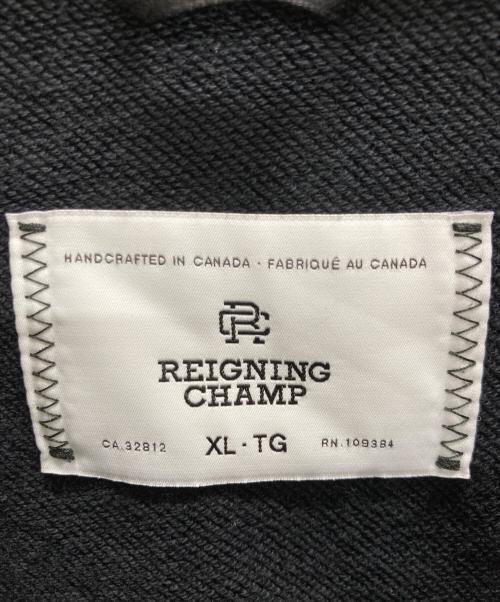 HANDCRAFTED IN CANADA · FABRIQUÉ AU CANADA
RC
REIGNING
CHAMP
CA.32812 XL · TG RN.109384